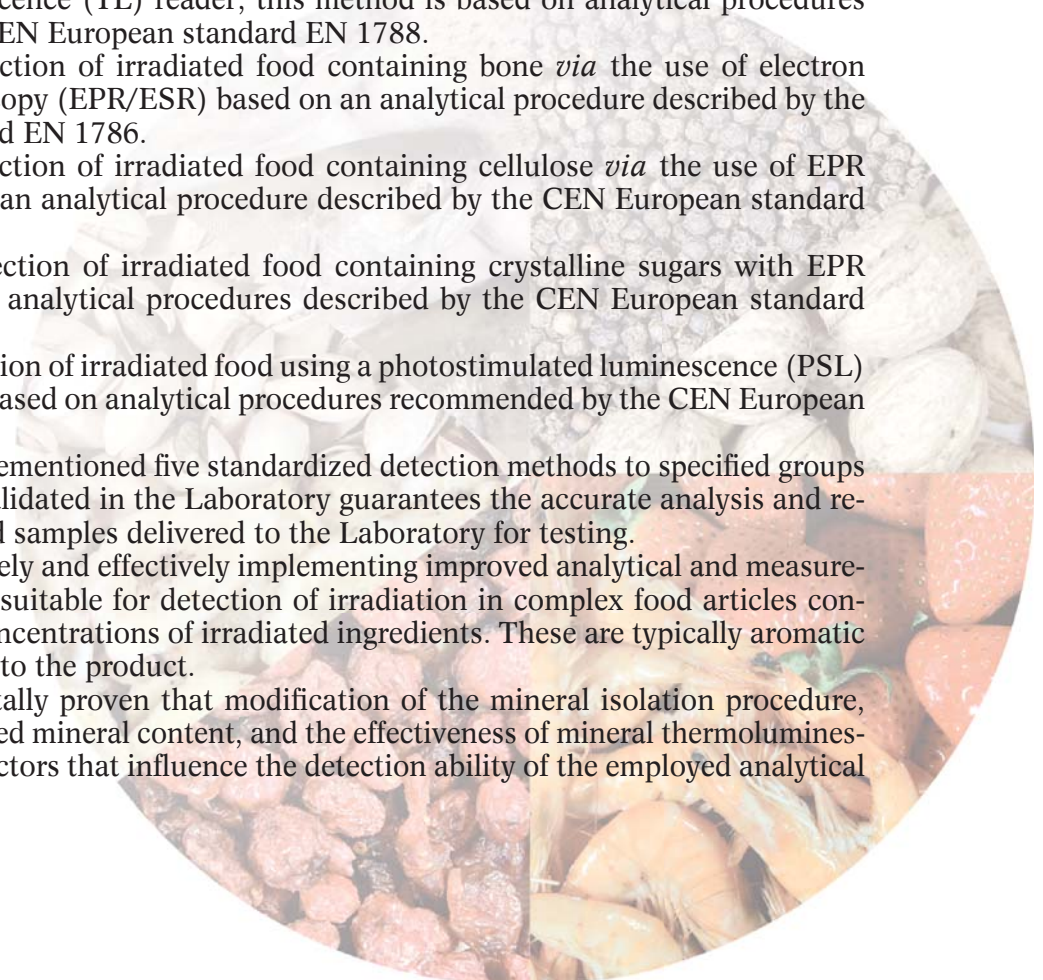 cence (TL) reader; this method is based on analytical procedures
EN European standard EN 1788.
ction of irradiated food containing bone via the use of electron
opy (EPR/ESR) based on an analytical procedure described by the
d EN 1786.
ction of irradiated food containing cellulose via the use of EPR
an analytical procedure described by the CEN European standard
ection of irradiated food containing crystalline sugars with EPR
analytical procedures described by the CEN European standard
ion of irradiated food using a photostimulated luminescence (PSL)
ased on analytical procedures recommended by the CEN European
ementioned five standardized detection methods to specified groups
alidated in the Laboratory guarantees the accurate analysis and re-
d samples delivered to the Laboratory for testing.
ely and effectively implementing improved analytical and measure-
suitable for detection of irradiation in complex food articles con-
ncentrations of irradiated ingredients. These are typically aromatic
to the product.
tally proven that modification of the mineral isolation procedure,
ed mineral content, and the effectiveness of mineral thermolumines-
ctors that influence the detection ability of the employed analytical